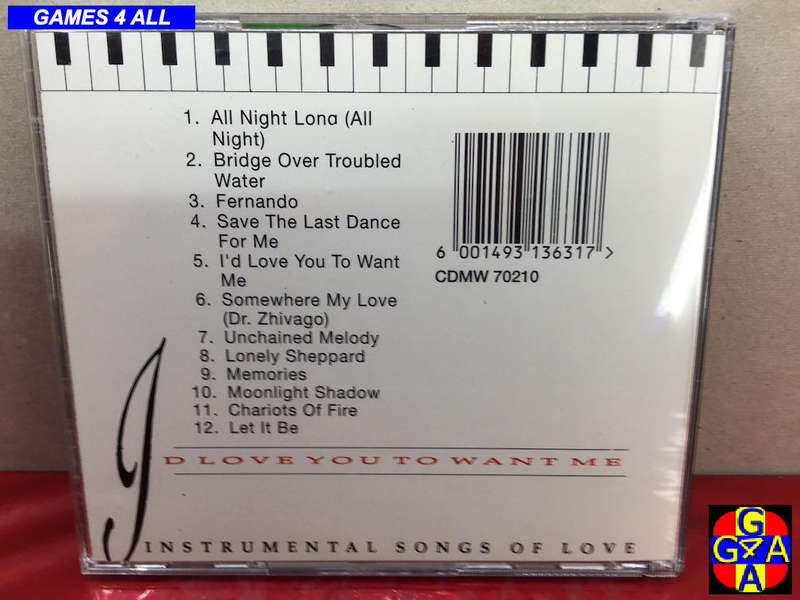 GAMES 4 ALL
1. All Night Long (All
Night)
2. Bridge Over Troubled
Water
3. Fernando
4. Save The Last Dance
For Me
5. I'd Love You To Want
Me
6. Somewhere My Love
(Dr. Zhivago)
7. Unchained Melody
8. Lonely Sheppard
9. Memories
10. Moonlight Shadow
11. Chariots Of Fire
12. Let It Be
6 001493 136317 >
CDMW 70210
ID LOVE YOU TO WANT ME
INSTRUMENTAL SONGS OF LOVE
G
G4A
A